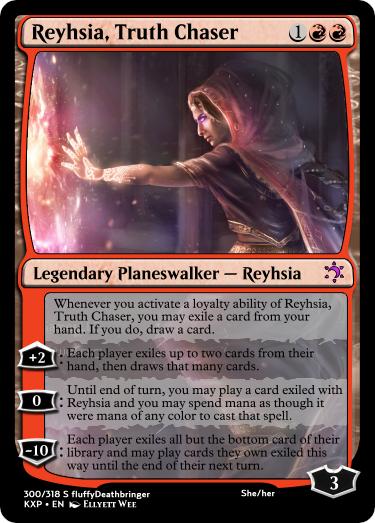 Reyhsia, Truth Chaser 1
Legendary Planeswalker — Reyhsia
Whenever you activate a loyalty ability of Reyhsia,
Truth Chaser, you may exile a card from your
hand. If you do, draw a card.
+2: Each player exiles up to two cards from their
hand, then draws that many cards.
0: Until end of turn, you may play a card exiled with
Reyhsia and you may spend mana as though it
were mana of any color to cast that spell.
-10: Each player exiles all but the bottom card of their
library and may play cards they own exiled this
way until the end of their next turn.
3
300/318 S fluffyDeathbringer She/her
KXP • EN Ellyett Wee